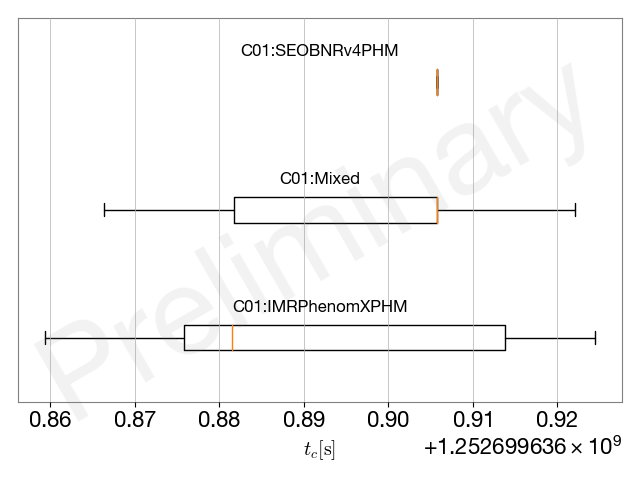 C01:SEOBNRv4PHM
C01:Mixed
C01:IMRPhenomXPHM
Preliminary
0.86 0.87 0.88 0.89 0.90 0.91 0.92
+1.252699636 × 10⁹
t_c[s]